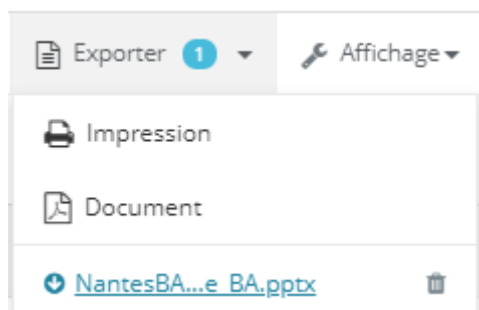 Exporter 1 Affichage
Impression
Document
NantesBA...e_BA.pptx